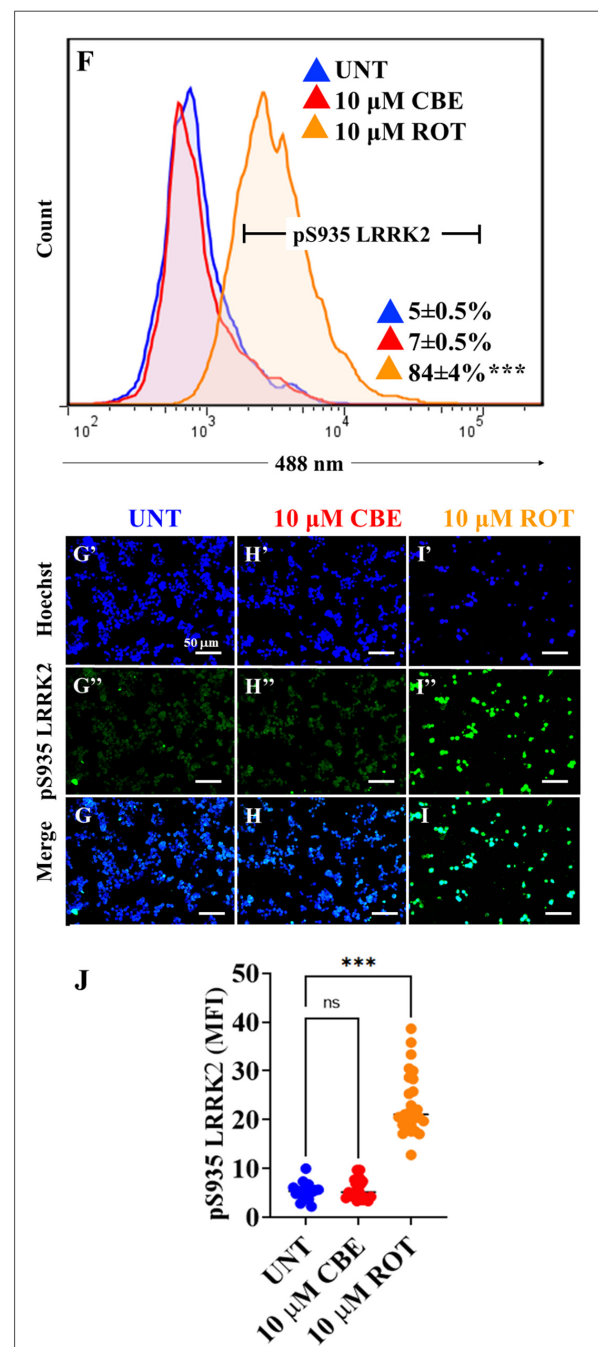 F
UNT
10 μM CBE
10 μM ROT
pS935 LRRK2
5±0.5%
7±0.5%
84±4%***
Count
10² 10³ 10⁴ 10⁵
488 nm
UNT 10 μM CBE 10 μM ROT
Hoechst
G’ H’ I’
50 μm
pS935 LRRK2
G’’ H’’ I’’
Merge
G H I
J
pS935 LRRK2 (MFI)
50
40
30
20
10
0
***
ns
UNT
10 μM CBE
10 μM ROT